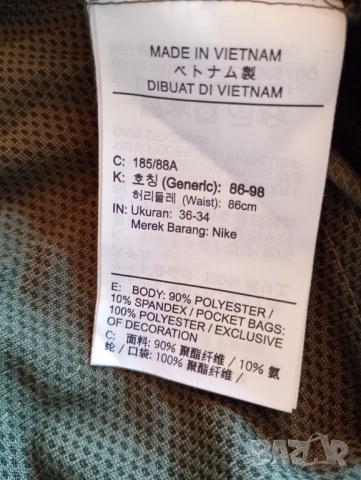 MADE IN VIETNAM
ベトナム製
DIBUAT DI VIETNAM
C: 185/88A
K: 호칭 (Generic): 86-98
허리둘레 (Waist): 86cm
IN: Ukuran: 36-34
Merek Barang: Nike
E: BODY: 90% POLYESTER /
10% SPANDEX / POCKET BAGS:
100% POLYESTER / EXCLUSIVE
OF DECORATION
C: 面料: 90% 聚酯纤维 / 10% 氨
纶 / 口袋: 100% 聚酯纤维 /
BAZAR